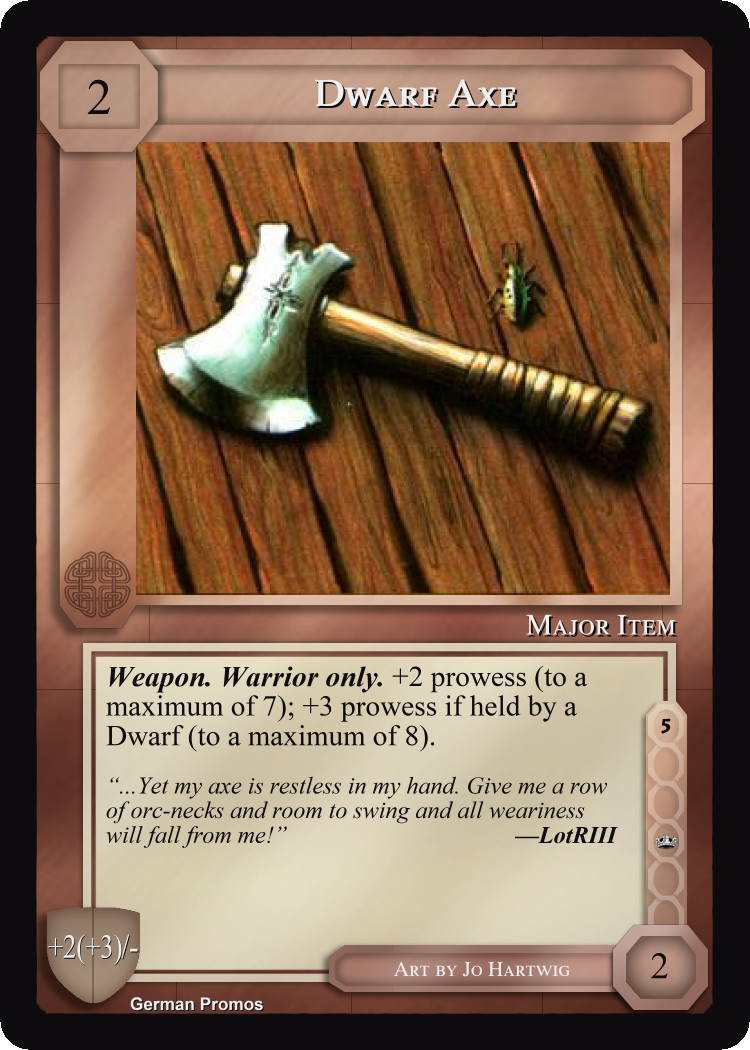 2
Dwarf Axe
Major Item
Weapon. Warrior only. +2 prowess (to a
maximum of 7); +3 prowess if held by a
Dwarf (to a maximum of 8).
“...Yet my axe is restless in my hand. Give me a row
of orc-necks and room to swing and all weariness
will fall from me!” —LotRIII
5
+2(+3)/-
Art by Jo Hartwig
2
German Promos